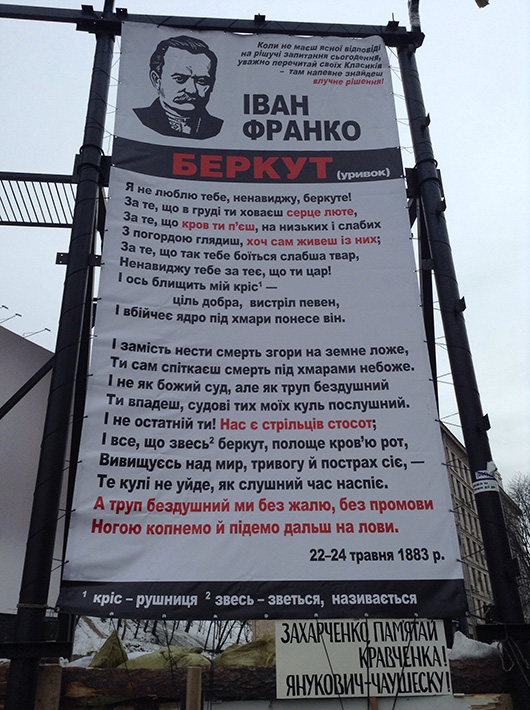 Коли не маєш ясної відповіді
на рішучі запитання сьогодення,
уважно перечитай своїх Класиків
– там напевне знайдеш
влучне рішення!
ІВАН
ФРАНКО
БЕРКУТ (уривок)
Я не люблю тебе, ненавиджу, беркуте!
За те, що в груді ти ховаєш серце люте,
За те, що кров ти п'єш, на низьких і слабих
З погордою глядиш, хоч сам живеш із них;
За те, що так тебе боїться слабша твар,
Ненавиджу тебе за теє, що ти цар!
І ось блищить мій кріс¹ —
ціль добра, вистріл певен,
І вбійчеє ядро під хмари понесе він.
І замість нести смерть згори на земне ложе,
Ти сам спіткаєш смерть під хмарами небоже.
І не як божий суд, але як труп бездушний
Ти впадеш, судові тих моїх куль послушний.
І не остатній ти! Нас є стрільців стосот;
І все, що звесь² беркут, полоще кров'ю рот,
Вивищуєсь над мир, тривогу й пострах сіє, —
Те кулі не уйде, як слушний час наспіє.
А труп бездушний ми без жалю, без промови
Ногою копнемо й підемо дальш на лови.
22–24 травня 1883 р.
¹ кріс – рушниця ² звесь – зветься, називається
ЗАХАРЧЕНКО, ПАМ'ЯТАЙ
КРАВЧЕНКА!
ЯНУКОВИЧ-ЧАУШЕСКУ!